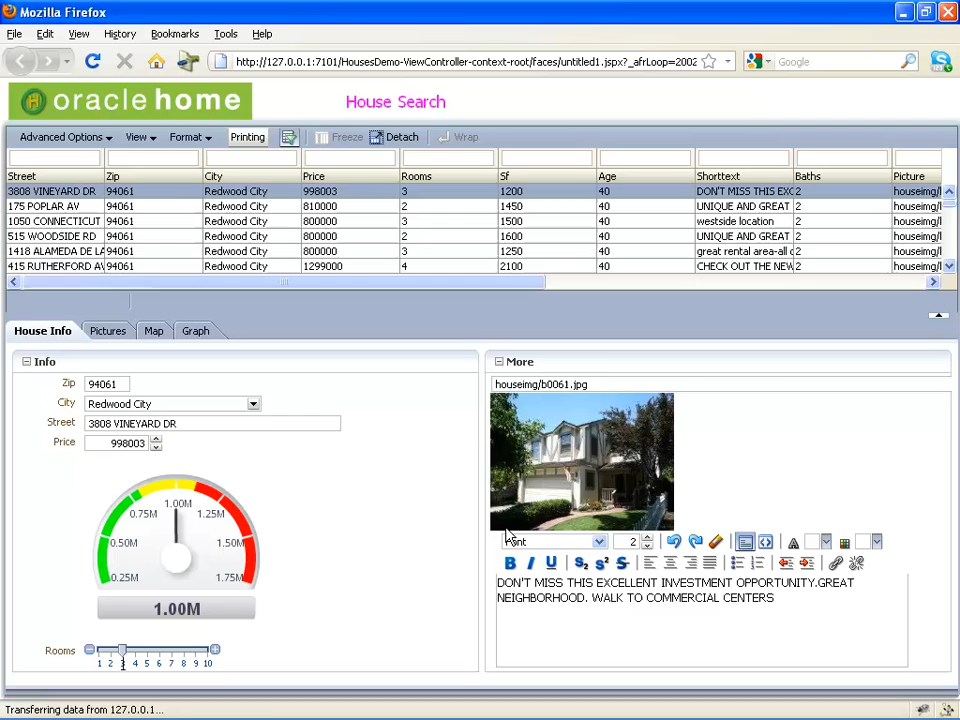 Mozilla Firefox
File Edit View History Bookmarks Tools Help
http://127.0.0.1:7101/HousesDemo-ViewController-context-root/faces/untitled1.jspx?_afrLoop=2002 Google
oracle home House Search
Advanced Options View Format Printing Freeze Detach Wrap
Street Zip City Price Rooms Sf Age Shorttext Baths Picture
3808 VINEYARD DR 94061 Redwood City 998003 3 1200 40 DON'T MISS THIS EXC 2 houseimg/
175 POPLAR AV 94061 Redwood City 810000 2 1450 40 UNIQUE AND GREAT 2 houseimg/
1050 CONNECTICUT 94061 Redwood City 800000 3 1500 40 westside location 2 houseimg/
515 WOODSIDE RD 94061 Redwood City 800000 2 1600 40 UNIQUE AND GREAT 2 houseimg/
1418 ALAMEDA DE LA 94061 Redwood City 800000 3 1250 40 great rental area-all 2 houseimg/
415 RUTHERFORD AV 94061 Redwood City 1299000 4 2100 40 CHECK OUT THE NEW 2 houseimg/
House Info Pictures Map Graph
Info
Zip 94061
City Redwood City
Street 3808 VINEYARD DR
Price 998003
1.00M
0.75M 1.25M
0.50M 1.50M
0.25M 1.75M
1.00M
Rooms
1 2 3 4 5 6 7 8 9 10
More
houseimg/b0061.jpg
2
B I U S2 S2 S
DON'T MISS THIS EXCELLENT INVESTMENT OPPORTUNITY.GREAT
NEIGHBORHOOD. WALK TO COMMERCIAL CENTERS
Transferring data from 127.0.0.1...